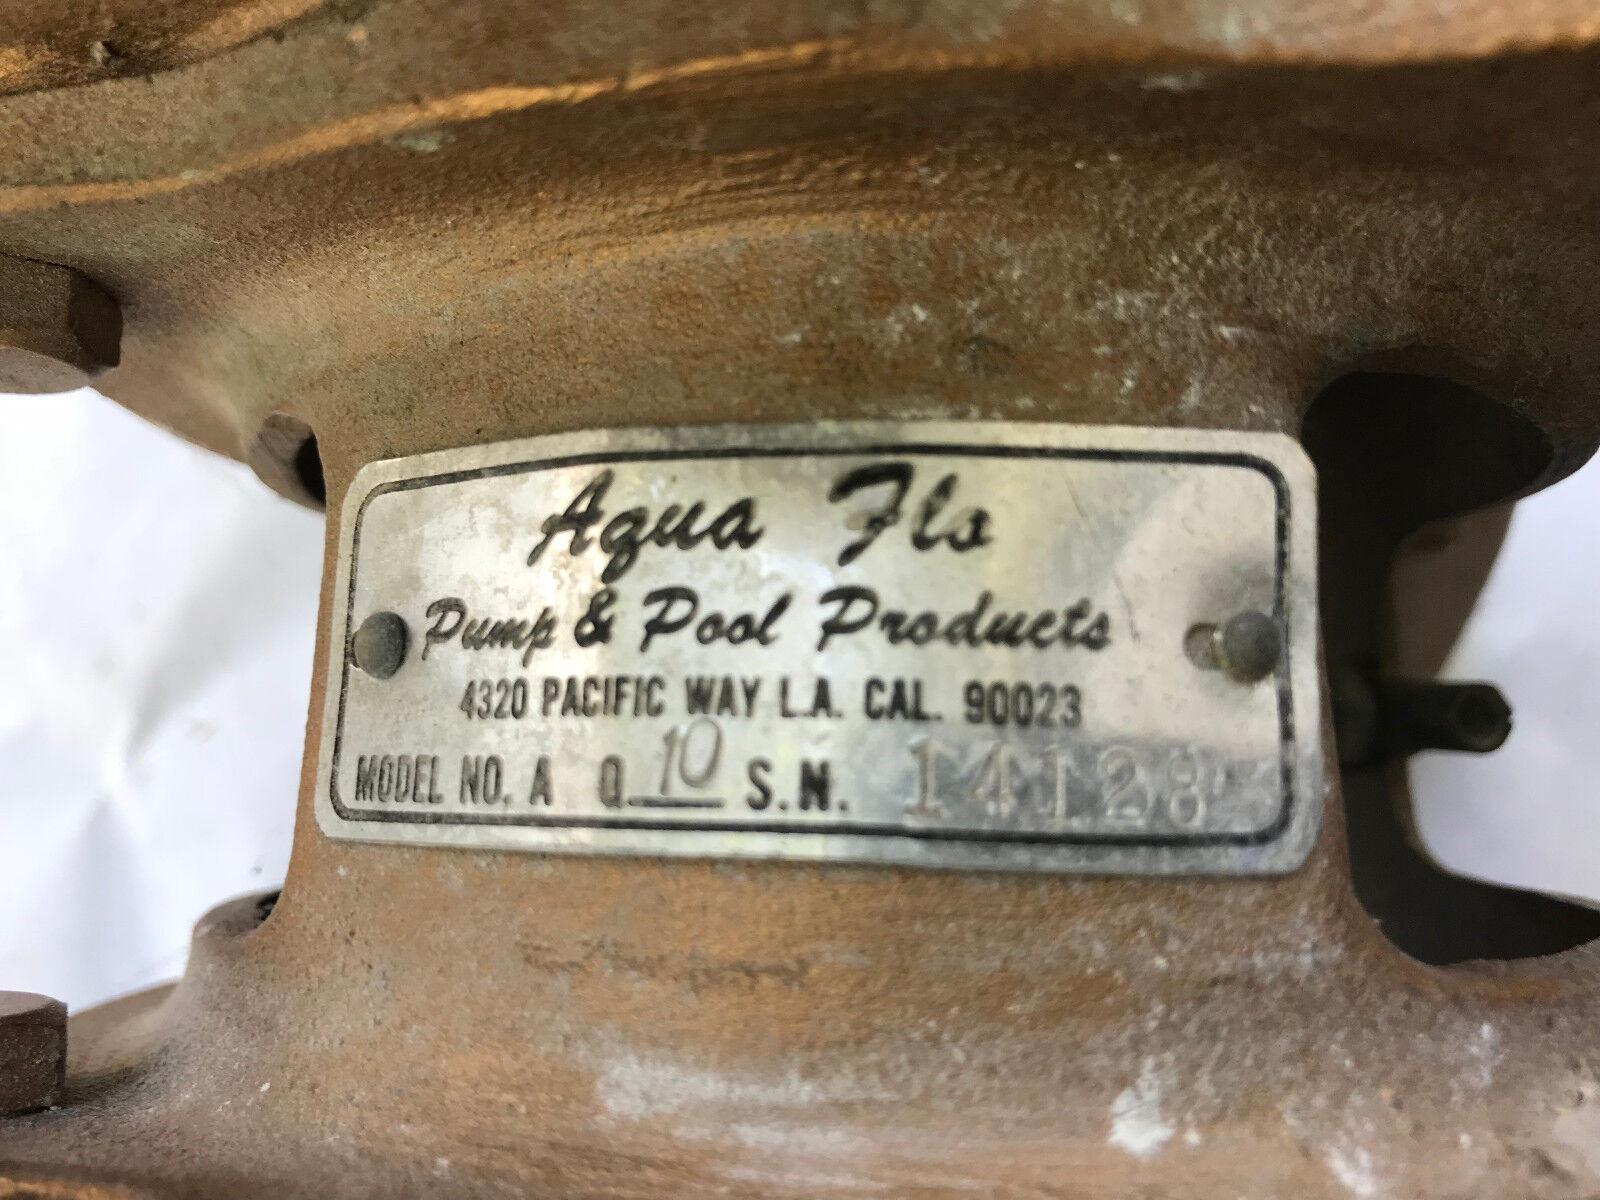 Aqua Flo
Pump & Pool Products
4320 PACIFIC WAY L.A. CAL. 90023
MODEL NO. A Q 10 S.N. 14128